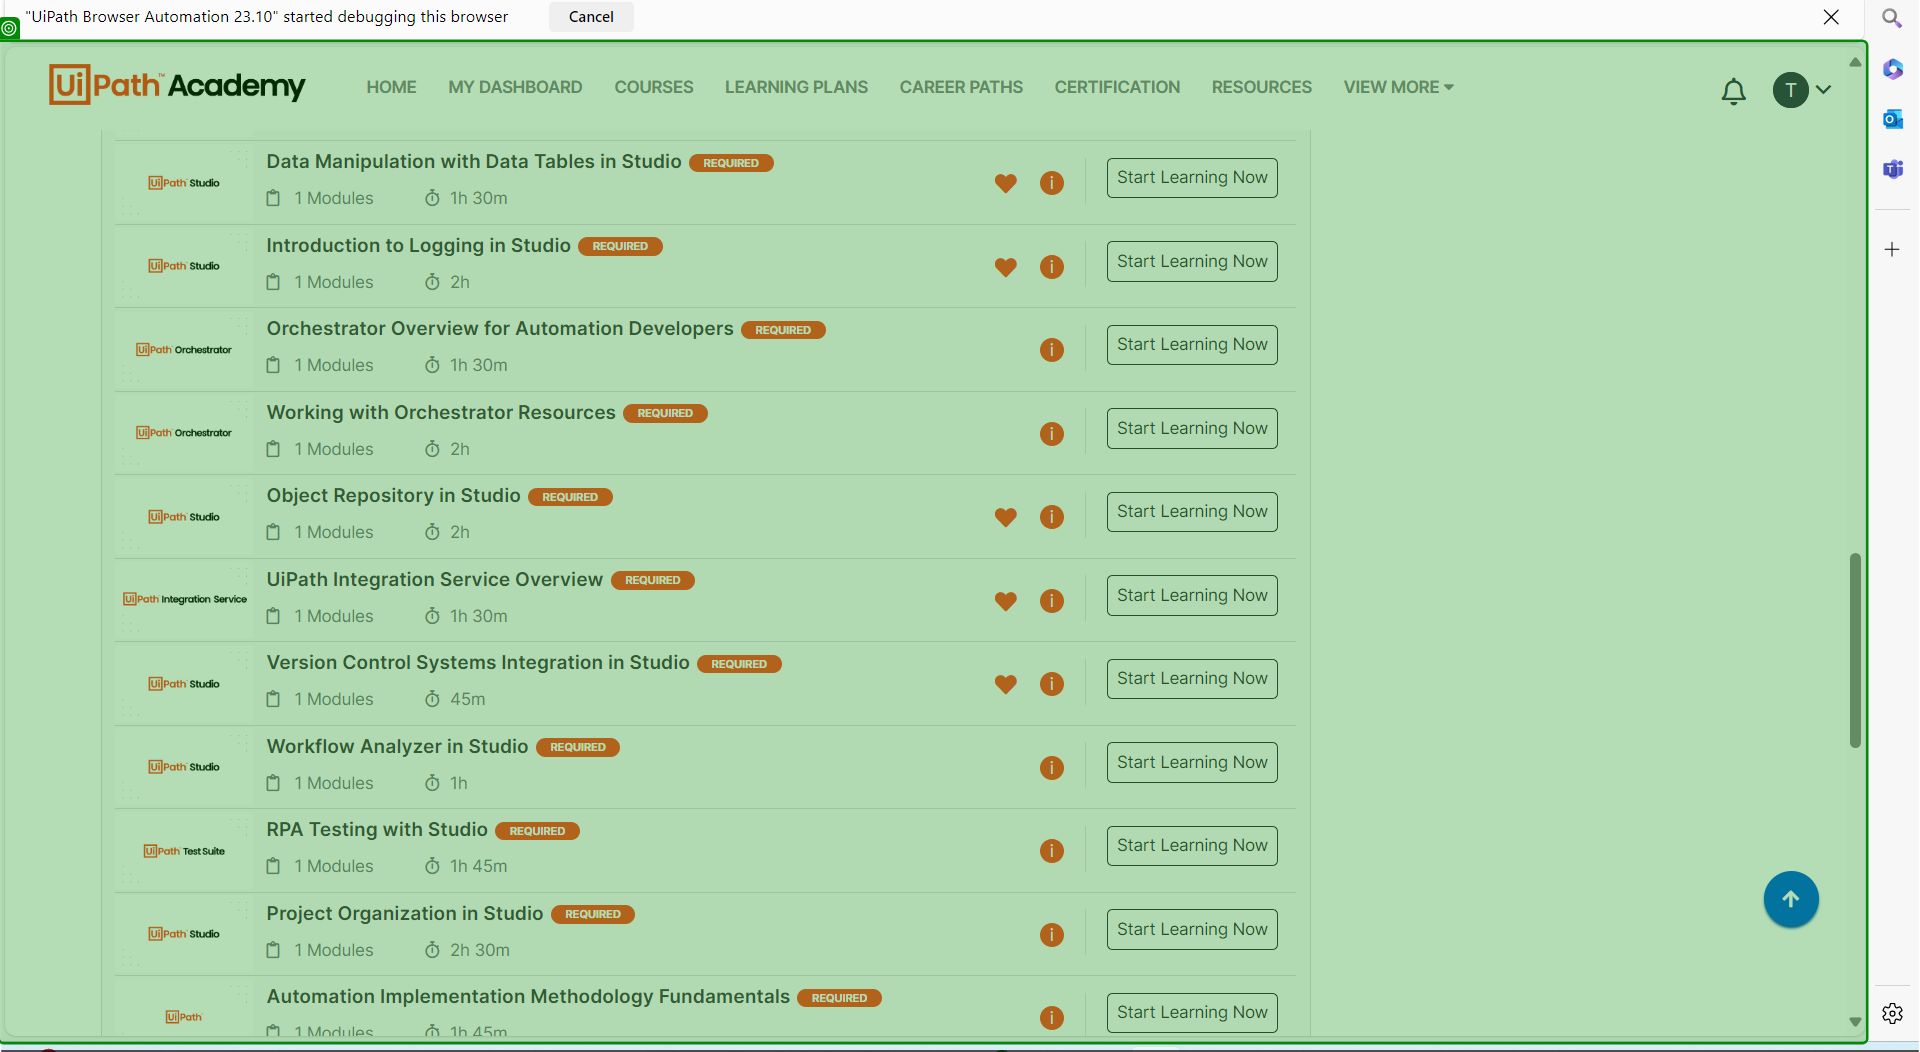 "UiPath Browser Automation 23.10" started debugging this browser Cancel
UiPath™ Academy HOME MY DASHBOARD COURSES LEARNING PLANS CAREER PATHS CERTIFICATION RESOURCES VIEW MORE T
UiPath Studio Data Manipulation with Data Tables in Studio REQUIRED Start Learning Now
1 Modules 1h 30m
UiPath Studio Introduction to Logging in Studio REQUIRED Start Learning Now
1 Modules 2h
UiPath Orchestrator Orchestrator Overview for Automation Developers REQUIRED Start Learning Now
1 Modules 1h 30m
UiPath Orchestrator Working with Orchestrator Resources REQUIRED Start Learning Now
1 Modules 2h
UiPath Studio Object Repository in Studio REQUIRED Start Learning Now
1 Modules 2h
UiPath Integration Service UiPath Integration Service Overview REQUIRED Start Learning Now
1 Modules 1h 30m
UiPath Studio Version Control Systems Integration in Studio REQUIRED Start Learning Now
1 Modules 45m
UiPath Studio Workflow Analyzer in Studio REQUIRED Start Learning Now
1 Modules 1h
UiPath Test Suite RPA Testing with Studio REQUIRED Start Learning Now
1 Modules 1h 45m
UiPath Studio Project Organization in Studio REQUIRED Start Learning Now
1 Modules 2h 30m
UiPath Automation Implementation Methodology Fundamentals REQUIRED Start Learning Now
1 Modules 1h 45m